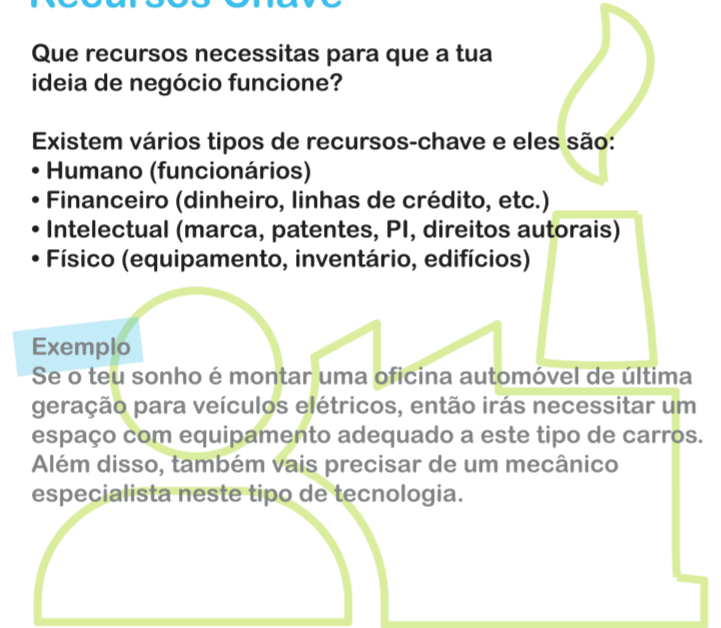 Recursos Chave
Que recursos necessitas para que a tua
ideia de negócio funcione?
Existem vários tipos de recursos-chave e eles são:
• Humano (funcionários)
• Financeiro (dinheiro, linhas de crédito, etc.)
• Intelectual (marca, patentes, PI, direitos autorais)
• Físico (equipamento, inventário, edifícios)
Exemplo
Se o teu sonho é montar uma oficina automóvel de última
geração para veículos elétricos, então irás necessitar um
espaço com equipamento adequado a este tipo de carros.
Além disso, também vais precisar de um mecânico
especialista neste tipo de tecnologia.